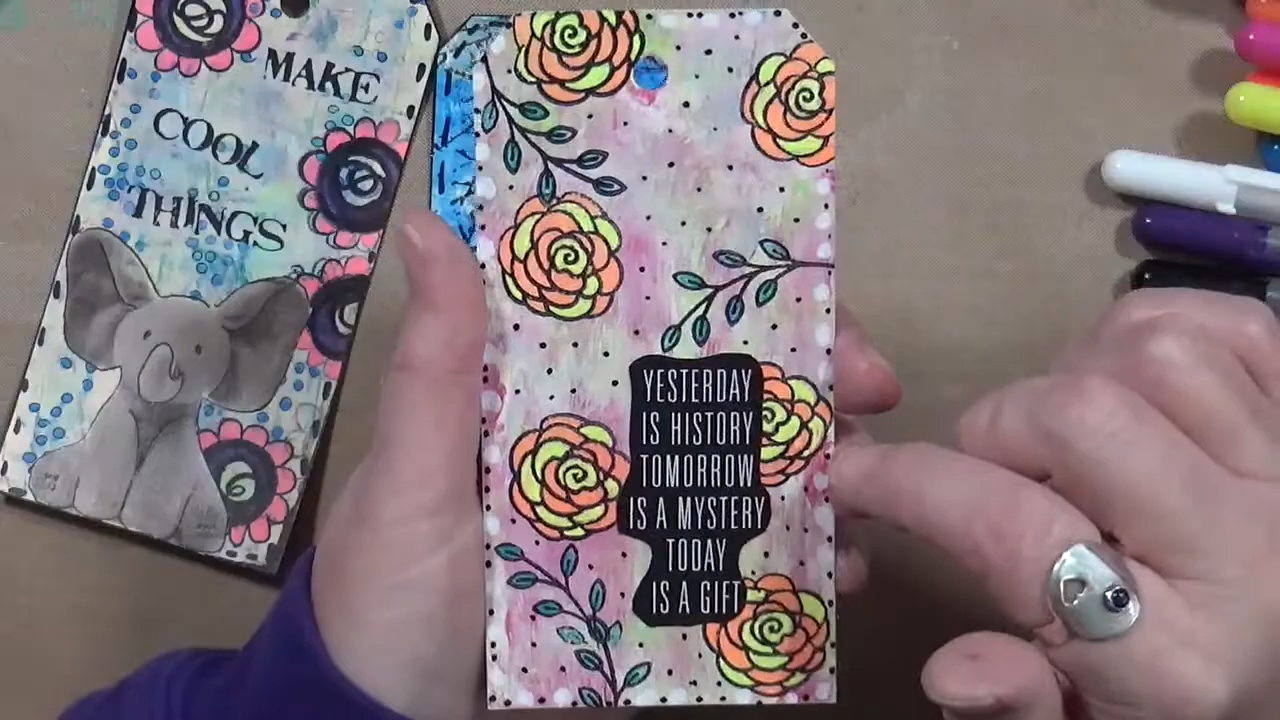 MAKE
COOL
THINGS
YESTERDAY
IS HISTORY
TOMORROW
IS A MYSTERY
TODAY
IS A GIFT